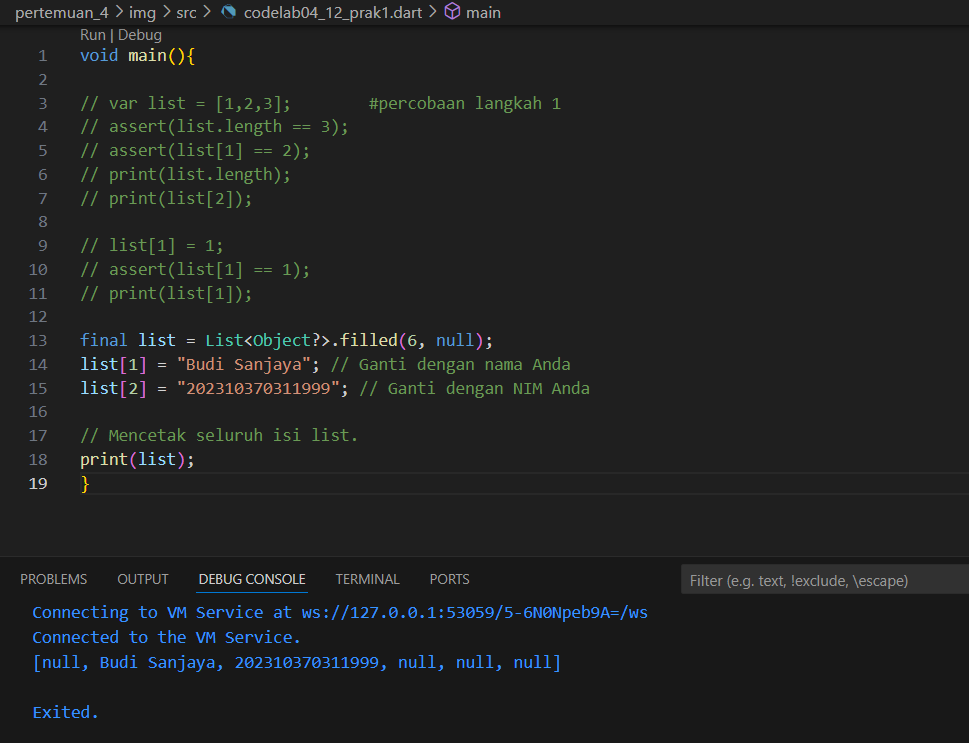 pertemuan_4 > img > src > codelab04_12_prak1.dart > main
Run | Debug
1 void main(){
2
3 // var list = [1,2,3];        #percobaan langkah 1
4 // assert(list.length == 3);
5 // assert(list[1] == 2);
6 // print(list.length);
7 // print(list[2]);
8
9 // list[1] = 1;
10 // assert(list[1] == 1);
11 // print(list[1]);
12
13 final list = List<Object?>.filled(6, null);
14 list[1] = "Budi Sanjaya"; // Ganti dengan nama Anda
15 list[2] = "202310370311999"; // Ganti dengan NIM Anda
16
17 // Mencetak seluruh isi list.
18 print(list);
19 }
PROBLEMS OUTPUT DEBUG CONSOLE TERMINAL PORTS Filter (e.g. text, !exclude, \escape)
Connecting to VM Service at ws://127.0.0.1:53059/5-6N0Npeb9A=/ws
Connected to the VM Service.
[null, Budi Sanjaya, 202310370311999, null, null, null]
Exited.